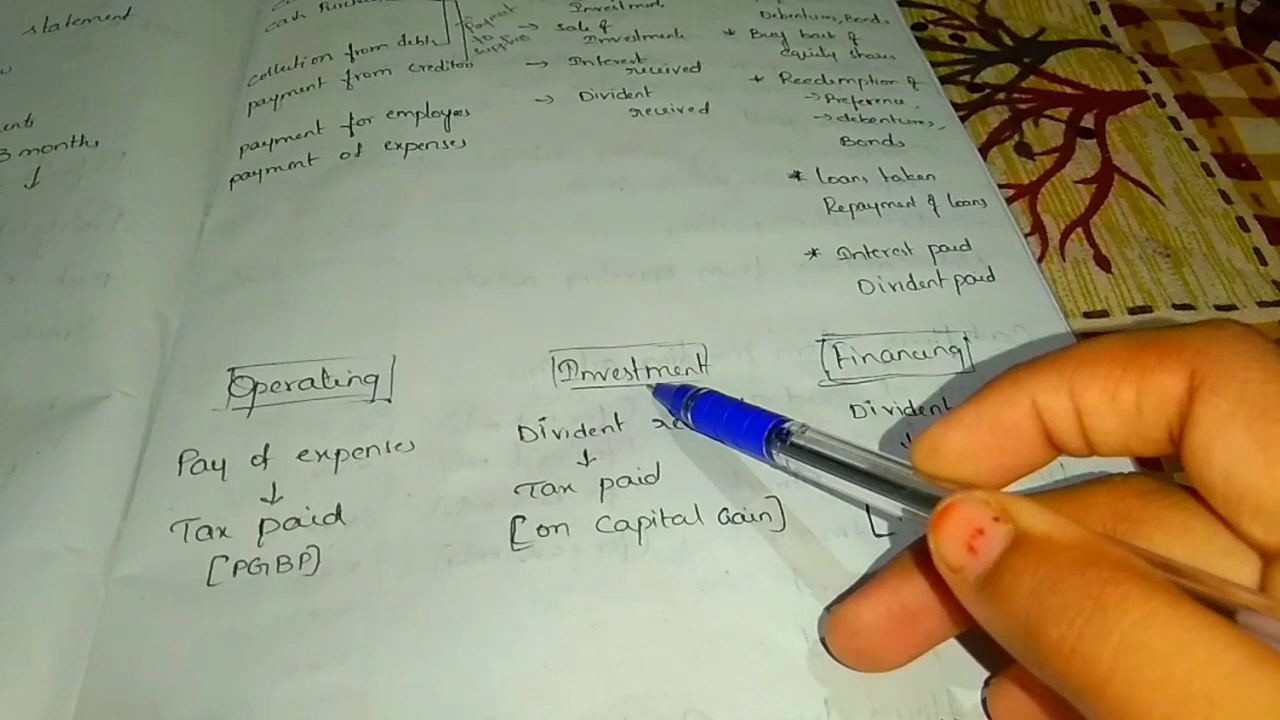 statement
3 months
collection from debts
payment from creditors
payment for employees
payment of expenses
Investment
→ Sale of
Investments
→ Interest
received
→ Divident
received
Debentures, Bonds
* Buy back of
equity shares
* Reedemption of
→ Preference,
→ debentures,
Bonds
* Loans taken
Repayment of loans
* Interest paid
Divident paid
Operating
Pay of expenses
↓
Tax paid
[PGBP]
Investment
Divident
↓
Tax paid
[on Capital Gain]
Financing
Divident